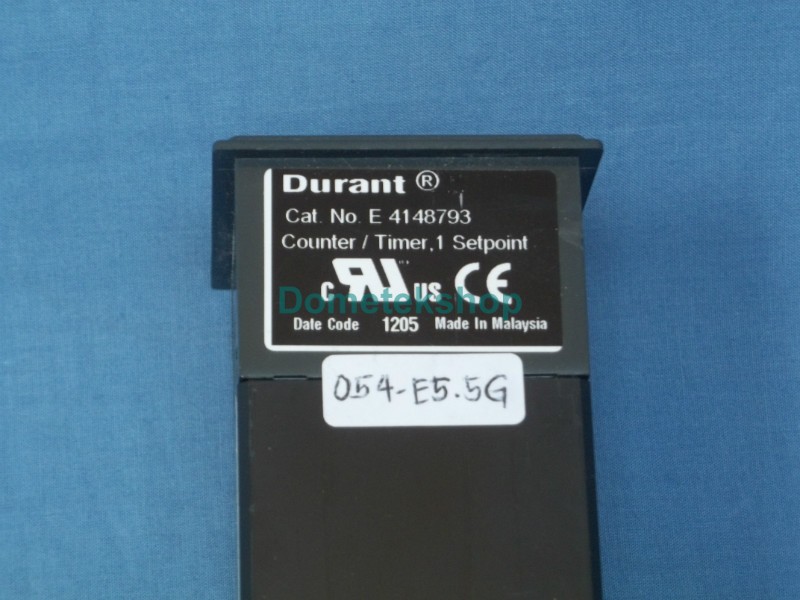 Durant ®
Cat. No. E 4148793
Counter / Timer,1 Setpoint
c RU US CE
Dometekshop
Date Code 1205 Made In Malaysia
054-E5.5G